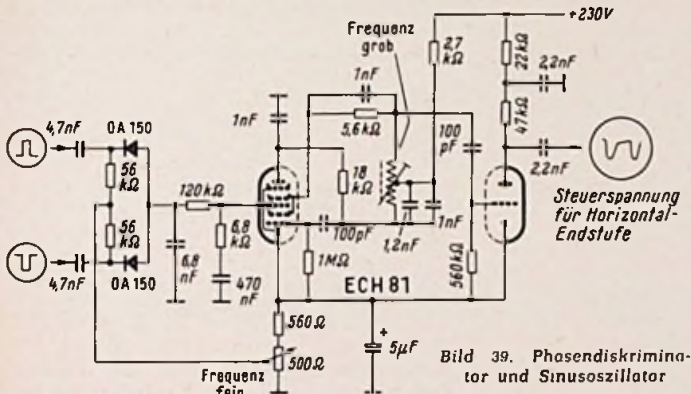 +230V
Frequenz
grob
2,7
kΩ
22kΩ
2,2nF
1nF
1nF
5,6kΩ
47kΩ
100
pF
4,7nF
OA 150
56
kΩ
18
kΩ
2,2nF
120kΩ
Steuerspannung
für Horizontal-
Endstufe
56
kΩ
6,8
kΩ
100pF
1nF
1,2nF
6,8
nF
1MΩ
560kΩ
4,7nF
OA 150
470
nF
ECH 81
560Ω
+
5µF
500Ω
Frequenz
fein
Bild 39. Phasendiskrimina-
tor und Sinusoszillator